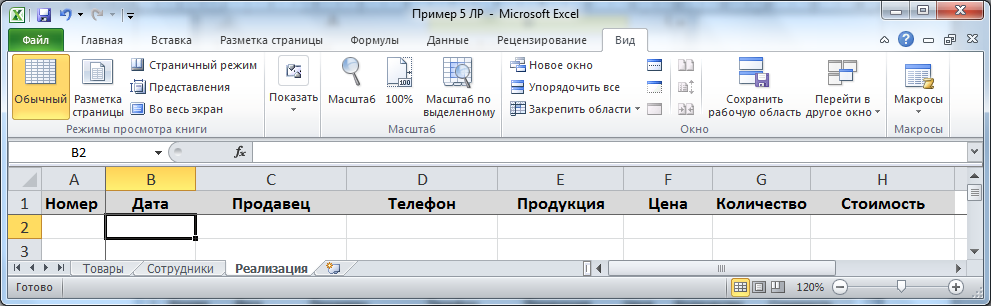 Пример 5 ЛР - Microsoft Excel
Файл Главная Вставка Разметка страницы Формулы Данные Рецензирование Вид
Обычный
Разметка страницы
Страничный режим
Представления
Во весь экран
Режимы просмотра книги
Показать
Масштаб
100%
Масштаб по выделенному
Масштаб
Новое окно
Упорядочить все
Закрепить области
Сохранить рабочую область
Перейти в другое окно
Окно
Макросы
Макросы
B2 fx
A B C D E F G H
1 Номер Дата Продавец Телефон Продукция Цена Количество Стоимость
2
3
Товары Сотрудники Реализация
Готово 120%